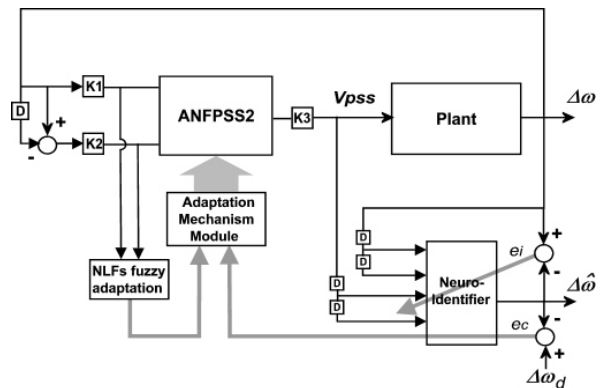 D
K1
K2
+
-
ANFPSS2
K3
Vpss
Plant
Δω
Adaptation
Mechanism
Module
NLFs fuzzy
adaptation
D
D
D
D
Neuro-
Identifier
ei
+
-
Δω̂
ec
-
+
Δωd